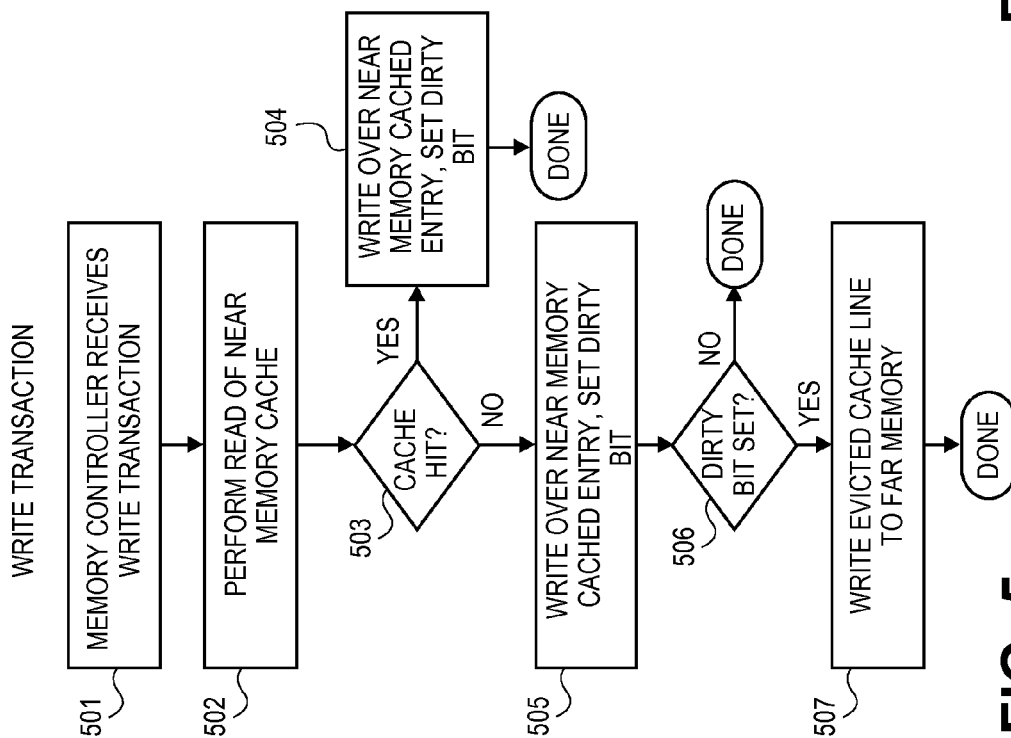 WRITE TRANSACTION
501
MEMORY CONTROLLER RECEIVES
WRITE TRANSACTION
502
PERFORM READ OF NEAR
MEMORY CACHE
503
CACHE
HIT?
YES
504
WRITE OVER NEAR
MEMORY CACHED
ENTRY, SET DIRTY
BIT
DONE
NO
505
WRITE OVER NEAR MEMORY
CACHED ENTRY, SET DIRTY
BIT
506
DIRTY
BIT SET?
NO
DONE
YES
507
WRITE EVICTED CACHE LINE
TO FAR MEMORY
DONE